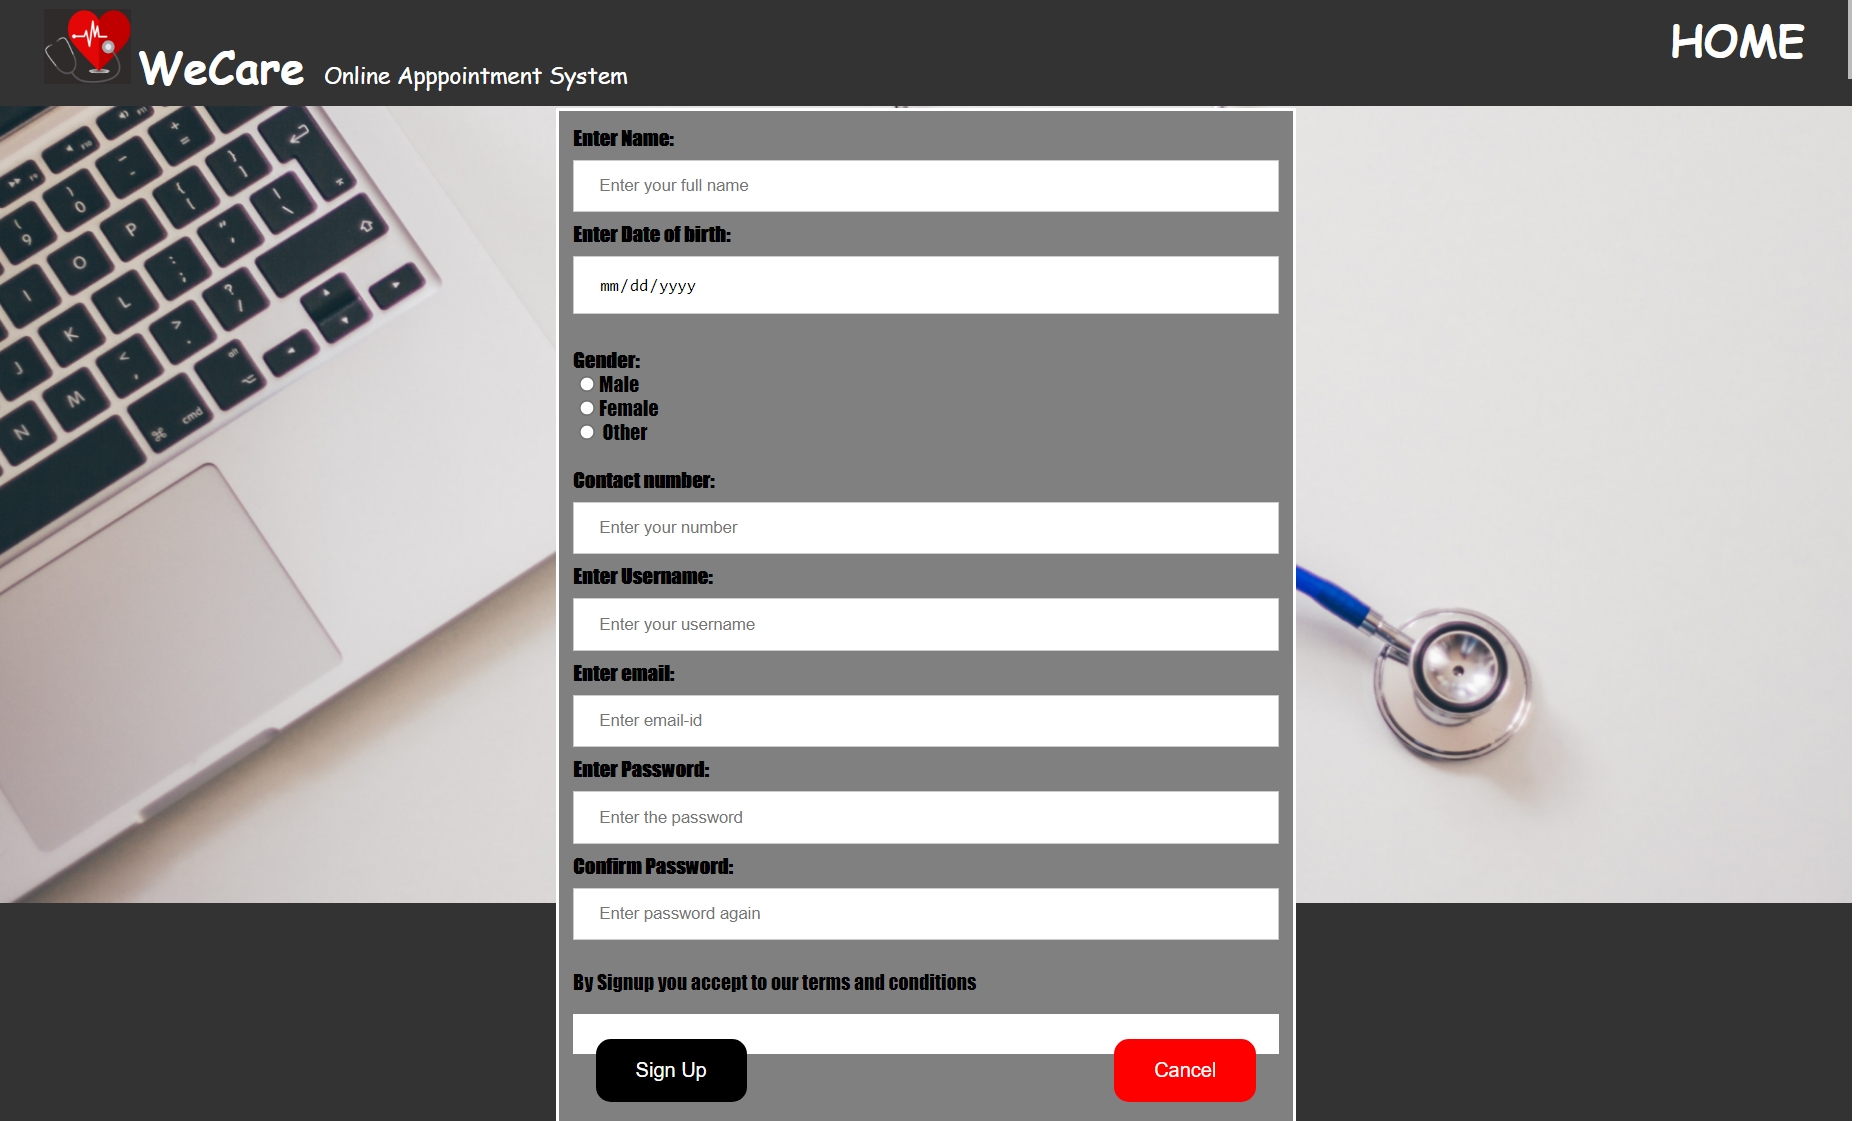 WeCare Online Apppointment System
HOME
Enter Name:
Enter your full name
Enter Date of birth:
mm/dd/yyyy
Gender:
Male
Female
Other
Contact number:
Enter your number
Enter Username:
Enter your username
Enter email:
Enter email-id
Enter Password:
Enter the password
Confirm Password:
Enter password again
By Signup you accept to our terms and conditions
Sign Up
Cancel